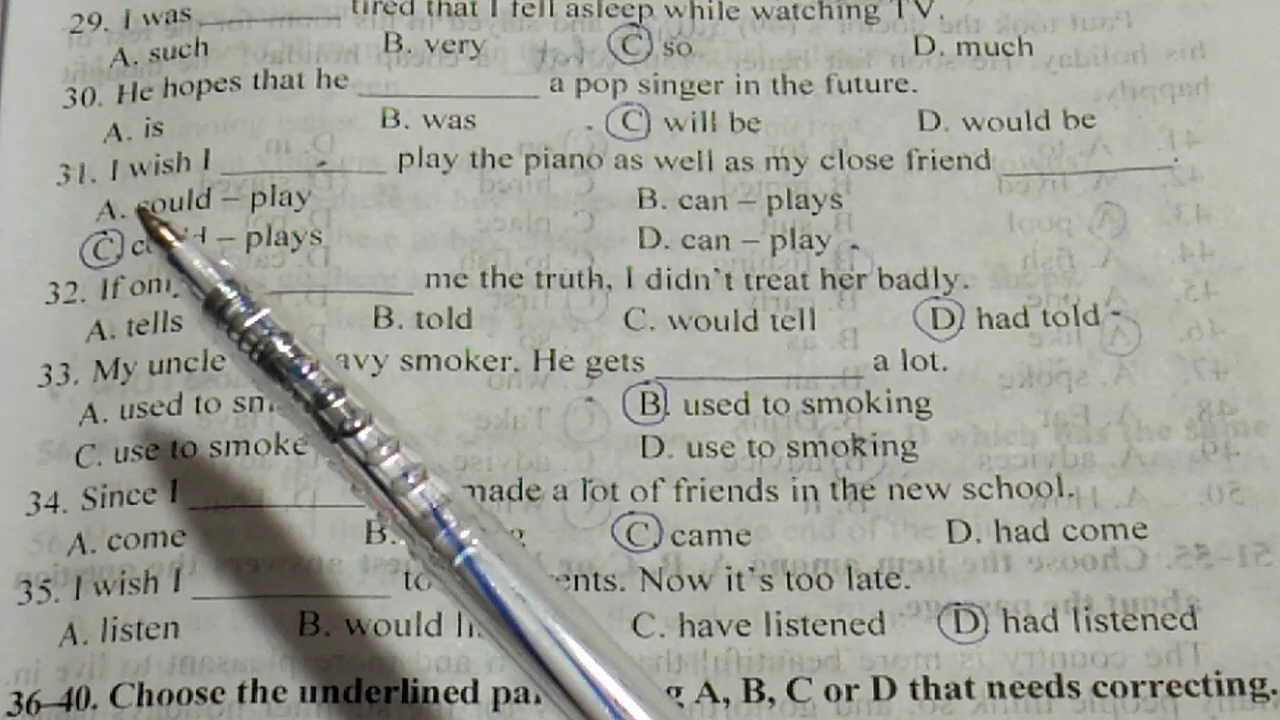 29. I was __________ tired that I fell asleep while watching TV.
A. such B. very C. so D. much
30. He hopes that he __________ a pop singer in the future.
A. is B. was C. will be D. would be
31. I wish I __________ play the piano as well as my close friend __________.
A. could – play B. can – plays
C. – plays D. can – play
32. If __________ me the truth, I didn't treat her badly.
A. tells B. told C. would tell D. had told
33. My uncle smoker. He gets __________ a lot.
A. used to B. used to smoking
C. use to smoke D. use to smoking
34. Since I __________ made a lot of friends in the new school.
A. come B. C. came D. had come
35. I wish I __________ to Now it's too late.
A. listen B. would C. have listened D. had listened
36–40. Choose the underlined A, B, C or D that needs correcting.